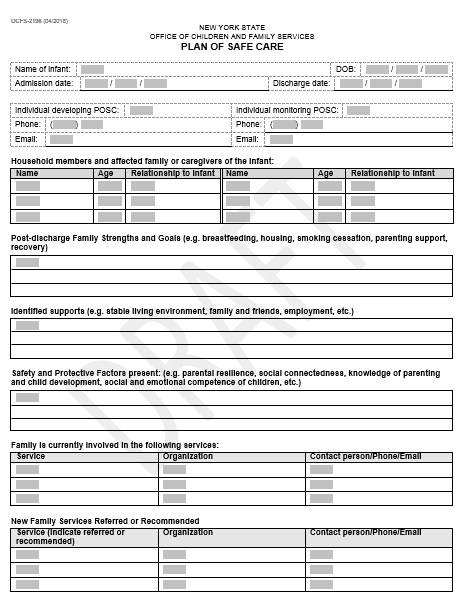 OCFS-2196 (04/2018)
NEW YORK STATE
OFFICE OF CHILDREN AND FAMILY SERVICES
PLAN OF SAFE CARE
Name of Infant: DOB: / /
Admission date: / / Discharge date: / /
Individual developing POSC: Individual monitoring POSC:
Phone: ( ) Phone: ( )
Email: Email:
Household members and affected family or caregivers of the Infant:
Name Age Relationship to Infant Name Age Relationship to Infant
Post-discharge Family Strengths and Goals (e.g. breastfeeding, housing, smoking cessation, parenting support,
recovery)
Identified supports (e.g. stable living environment, family and friends, employment, etc.)
Safety and Protective Factors present: (e.g. parental resilience, social connectedness, knowledge of parenting
and child development, social and emotional competence of children, etc.)
Family is currently involved in the following services:
Service Organization Contact person/Phone/Email
New Family Services Referred or Recommended
Service (Indicate referred or Organization Contact person/Phone/Email
recommended)
DRAFT